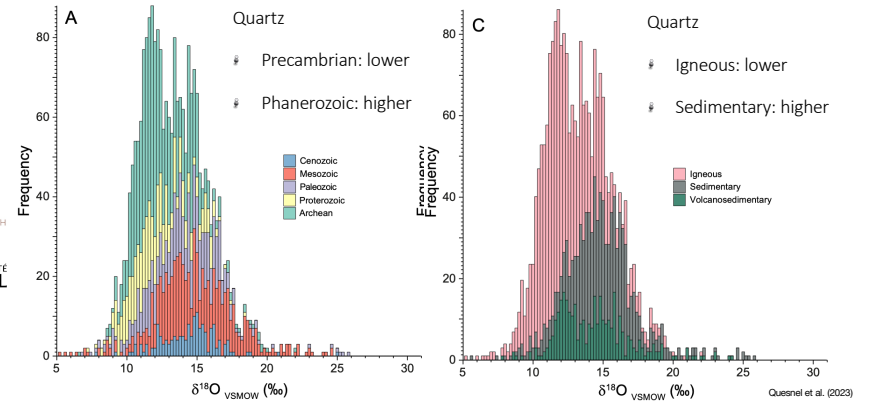 A
Quartz
Precambrian: lower
Phanerozoic: higher
Cenozoic
Mesozoic
Paleozoic
Proterozoic
Archean
Frequency
80
60
40
20
0
5
10
15
20
25
30
δ¹⁸O VSMOW (‰)
H
TÉ
L
C
Quartz
Igneous: lower
Sedimentary: higher
Igneous
Sedimentary
Volcanosedimentary
Frequency
Frequency
80
60
40
20
0
5
10
15
20
25
30
δ¹⁸O VSMOW (‰)
Quesnel et al. (2023)